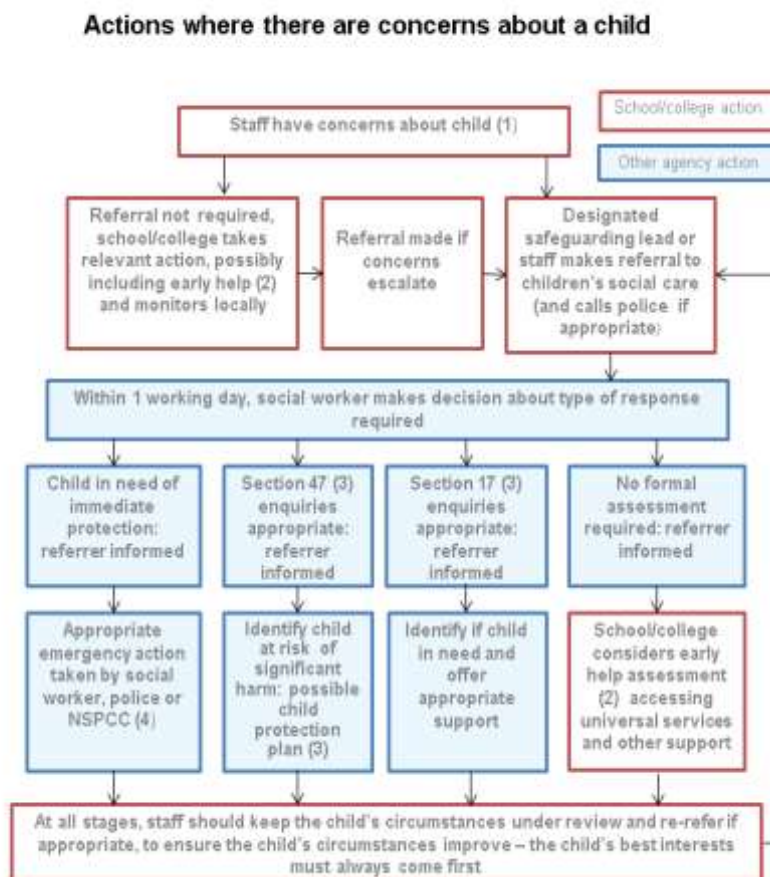 Actions where there are concerns about a child
School/college action
Other agency action
Staff have concerns about child (1)
Referral not required,
school/college takes
relevant action, possibly
including early help (2)
and monitors locally
Referral made if
concerns
escalate
Designated
safeguarding lead or
staff makes referral to
children's social care
(and calls police if
appropriate)
Within 1 working day, social worker makes decision about type of response
required
Child in need of
immediate
protection:
referrer informed
Section 47 (3)
enquiries
appropriate:
referrer
informed
Section 17 (3)
enquiries
appropriate:
referrer
informed
No formal
assessment
required: referrer
informed
Appropriate
emergency action
taken by social
worker, police or
NSPCC (4)
Identify child
at risk of
significant
harm: possible
child
protection
plan (3)
Identify if child
in need and
offer
appropriate
support
School/college
considers early
help assessment
(2) accessing
universal services
and other support
At all stages, staff should keep the child's circumstances under review and re-refer if
appropriate, to ensure the child's circumstances improve – the child's best interests
must always come first